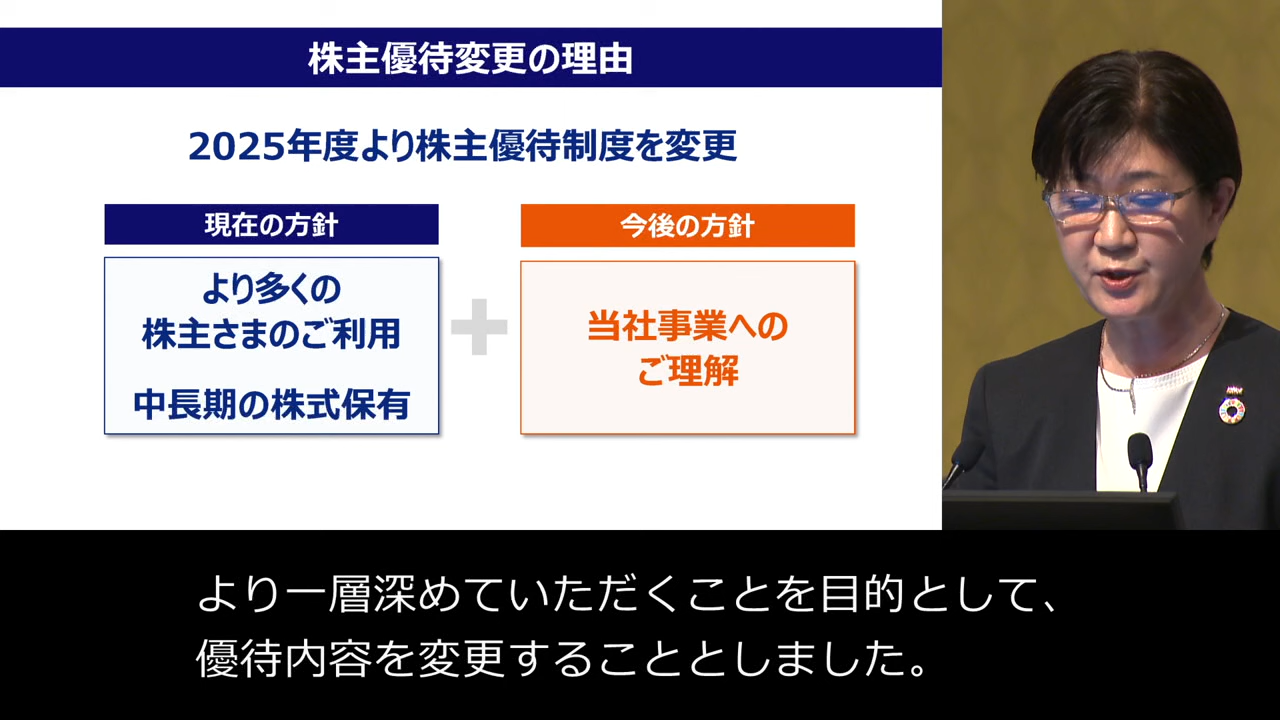 株主優待変更の理由
2025年度より株主優待制度を変更
現在の方針
より多くの
株主さまのご利用
中長期の株式保有
今後の方針
当社事業への
ご理解
より一層深めていただくことを目的として、
優待内容を変更することとしました。